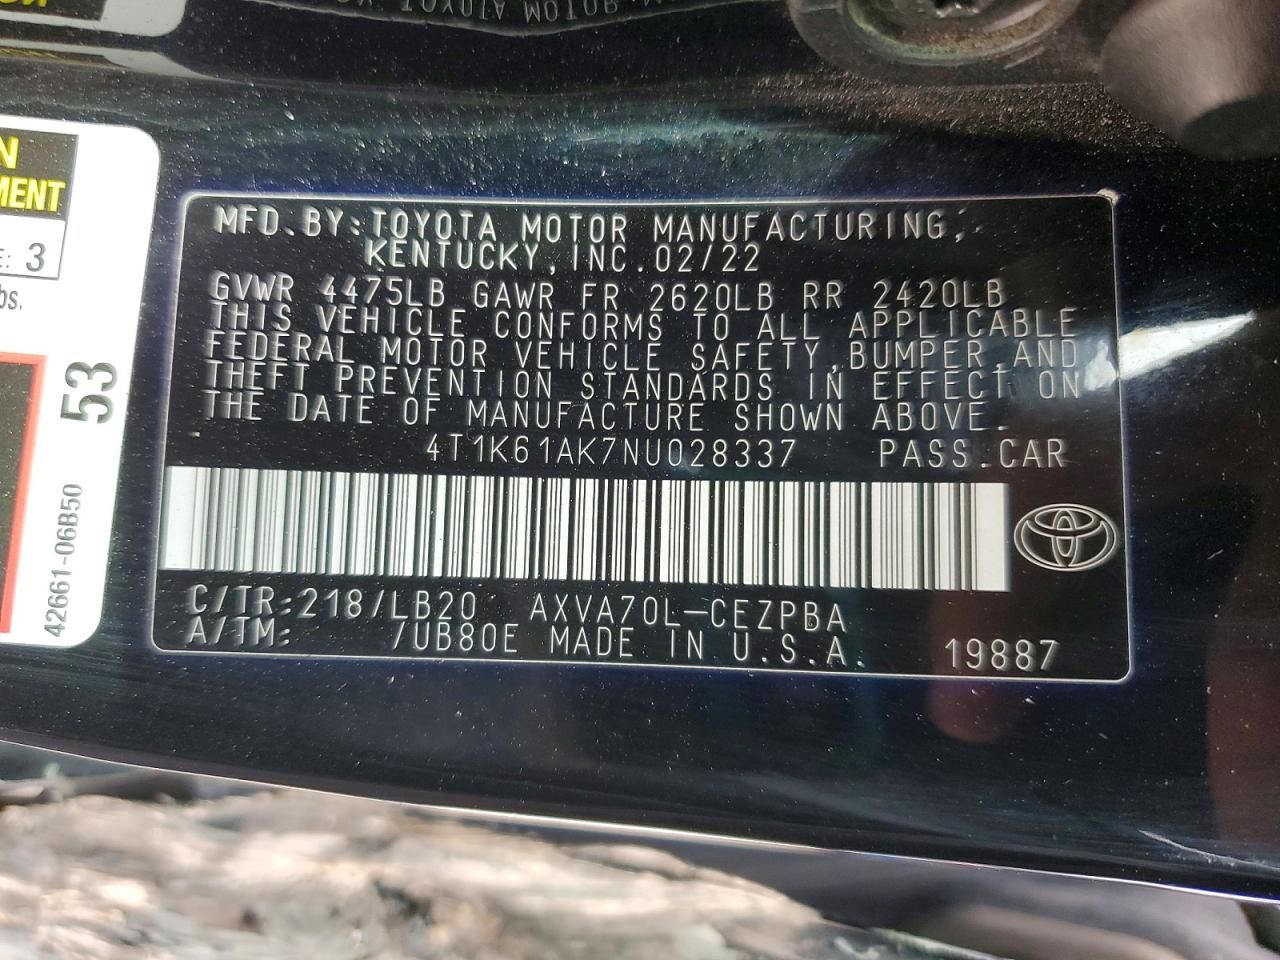 N
MENT
E: 3
bs.
53
42661-06B50
MFD.BY:TOYOTA MOTOR MANUFACTURING,
KENTUCKY,INC.02/22
GVWR 4475LB GAWR FR 2620LB RR 2420LB
THIS VEHICLE CONFORMS TO ALL APPLICABLE
FEDERAL MOTOR VEHICLE SAFETY,BUMPER,AND
THEFT PREVENTION STANDARDS IN EFFECT ON
THE DATE OF MANUFACTURE SHOWN ABOVE.
4T1K61AK7NU028337 PASS.CAR
C/TR:218/LB20 AXVA70L-CEZPBA
A/TM: /UB80E MADE IN U.S.A. 19887